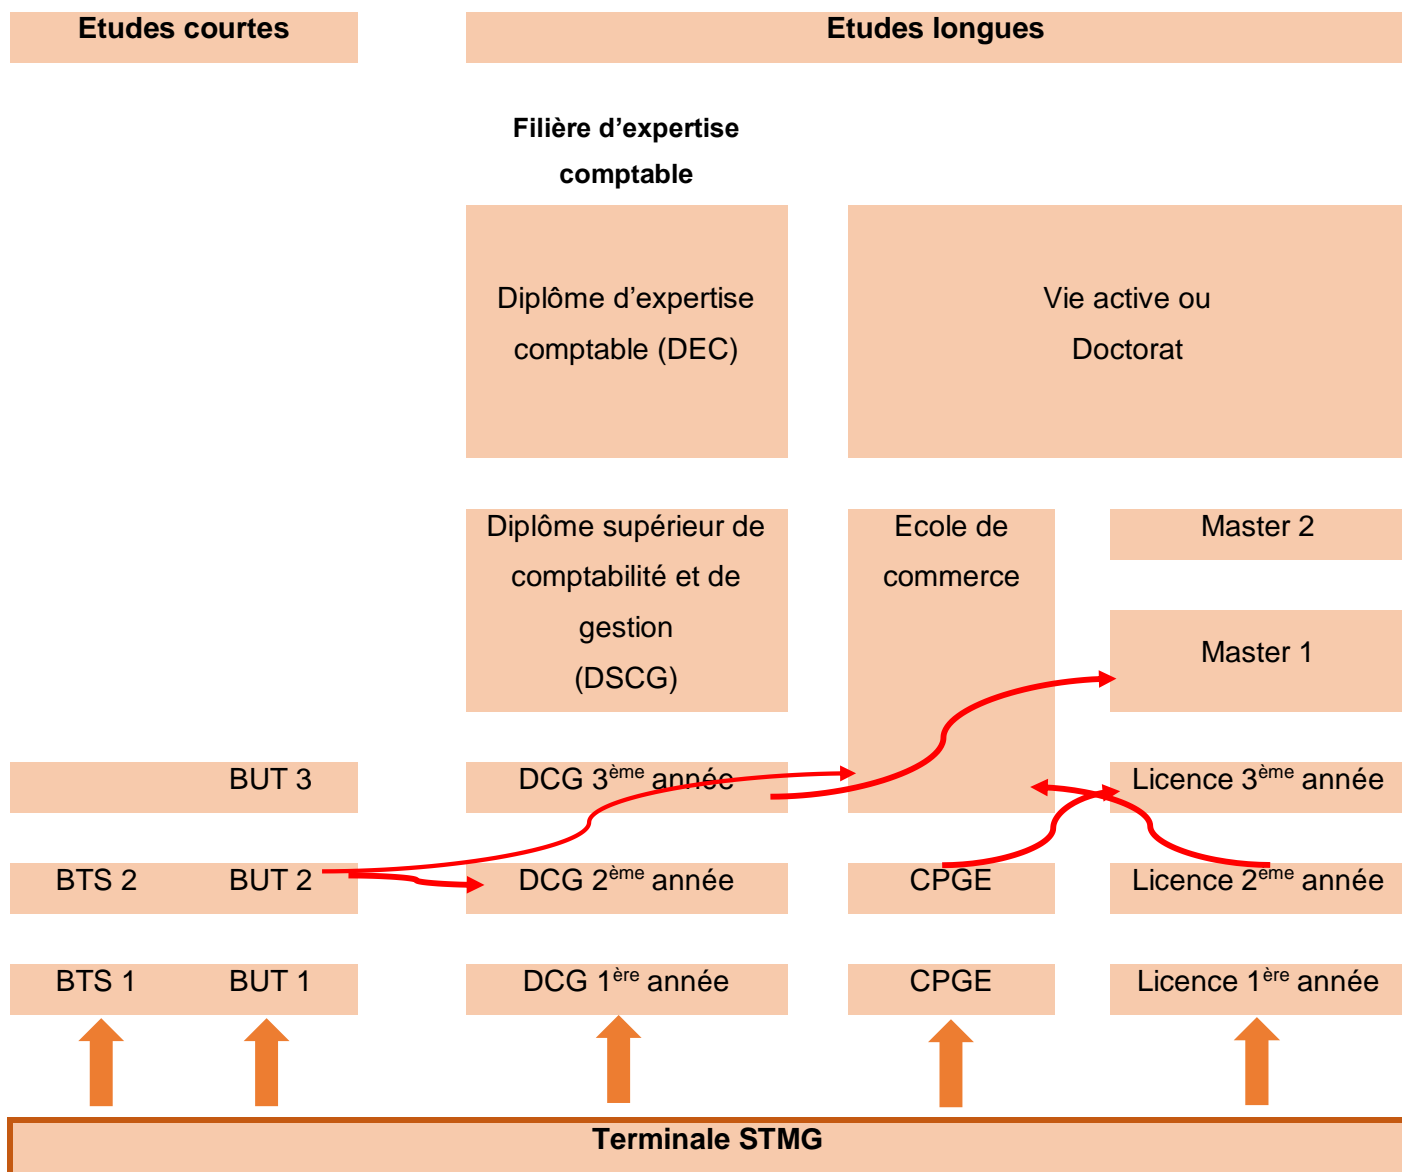 Etudes courtes
Etudes longues
Filière d’expertise
comptable
Diplôme d’expertise
comptable (DEC)
Vie active ou
Doctorat
Diplôme supérieur de
comptabilité et de
gestion
(DSCG)
Ecole de
commerce
Master 2
Master 1
BUT 3
DCG 3ème année
Licence 3ème année
BTS 2
BUT 2
DCG 2ème année
CPGE
Licence 2ème année
BTS 1
BUT 1
DCG 1ère année
CPGE
Licence 1ère année
Terminale STMG